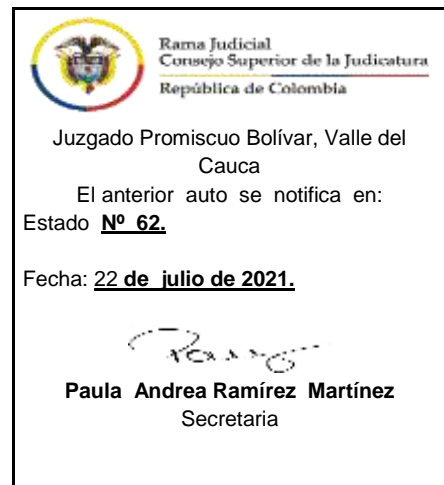 Rama Judicial
Consejo Superior de la Judicatura
República de Colombia
Juzgado Promiscuo Bolívar, Valle del
Cauca
El anterior auto se notifica en:
Estado Nº 62.
Fecha: 22 de julio de 2021.
Paula Andrea Ramírez Martínez
Secretaria